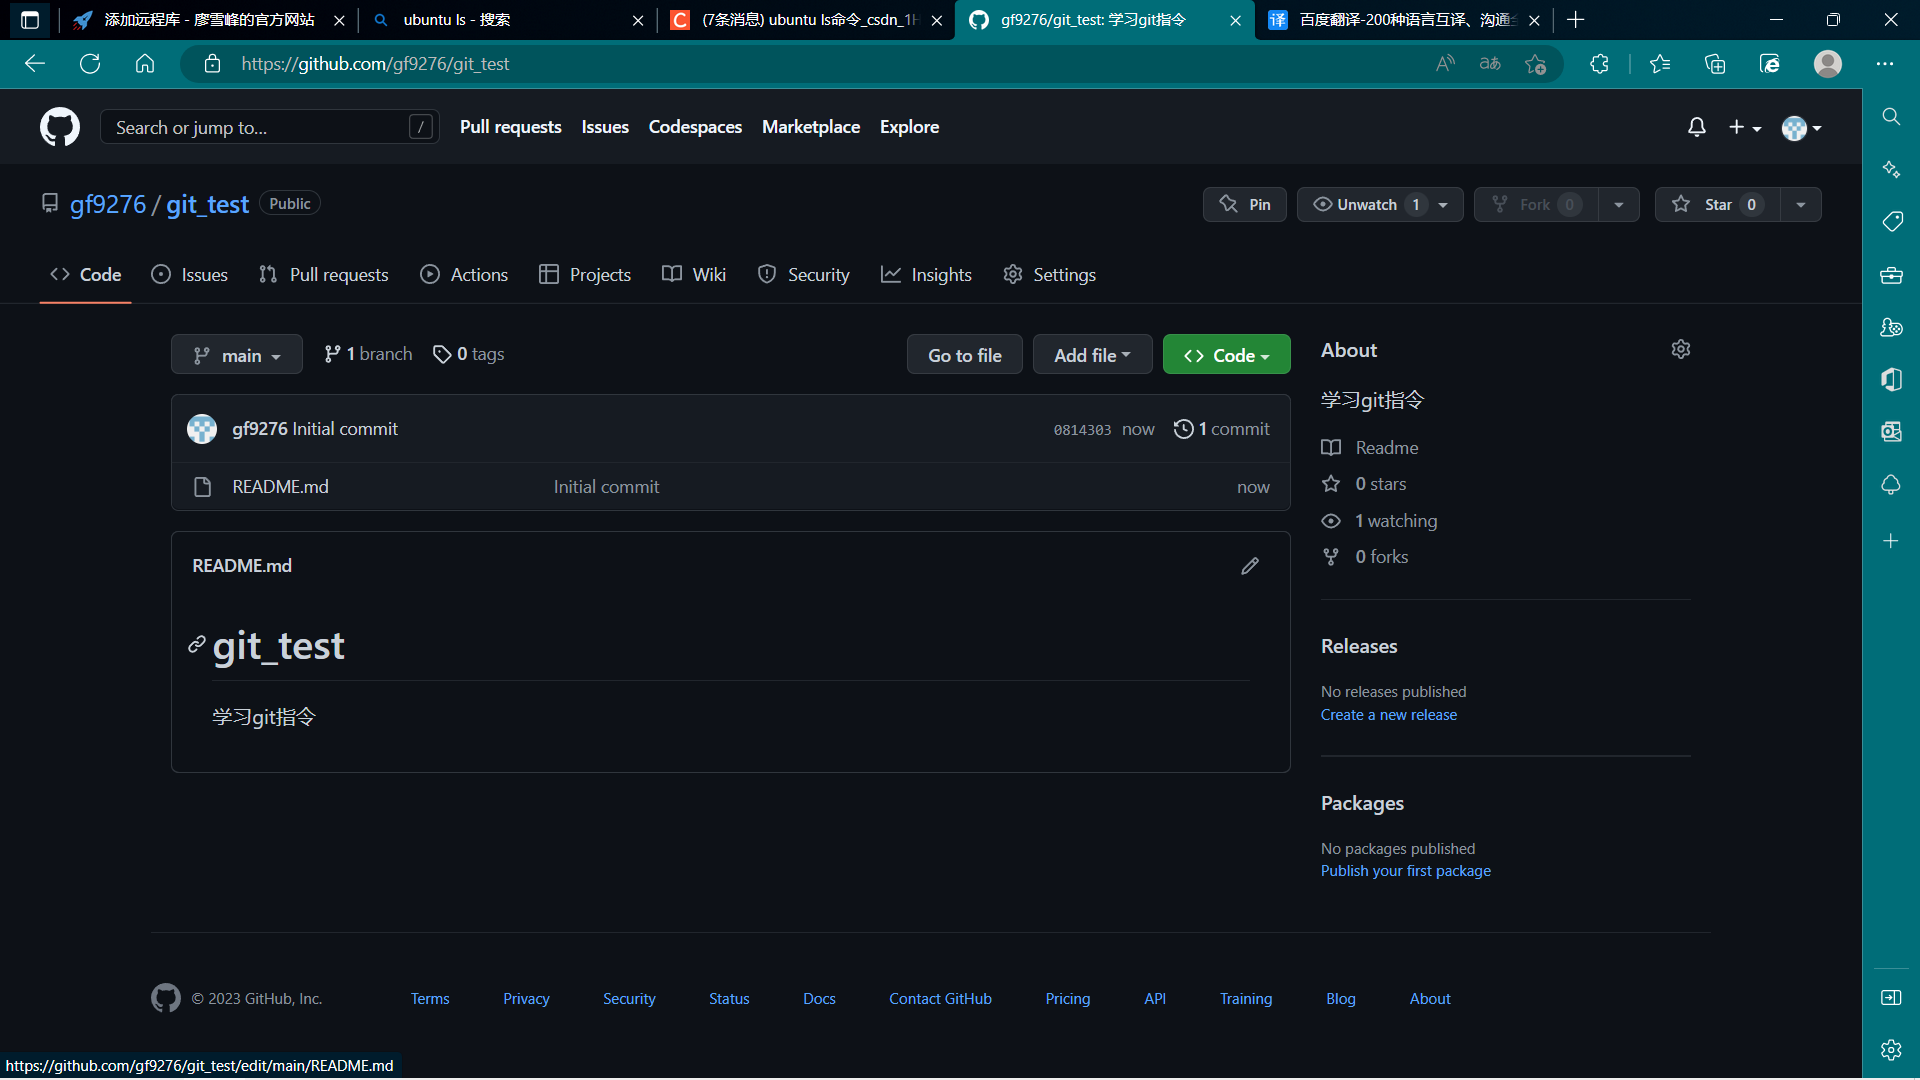 添加远程库 - 廖雪峰的官方网站
ubuntu ls - 搜索
(7条消息) ubuntu ls命令_csdn_1H
gf9276/git_test: 学习git指令
百度翻译-200种语言互译、沟通全
https://github.com/gf9276/git_test
Search or jump to...
/
Pull requests
Issues
Codespaces
Marketplace
Explore
gf9276 / git_test
Public
Pin
Unwatch 1
Fork 0
Star 0
Code
Issues
Pull requests
Actions
Projects
Wiki
Security
Insights
Settings
main
1 branch
0 tags
Go to file
Add file
Code
gf9276 Initial commit
0814303 now
1 commit
README.md
Initial commit
now
README.md
git_test
学习git指令
About
学习git指令
Readme
0 stars
1 watching
0 forks
Releases
No releases published
Create a new release
Packages
No packages published
Publish your first package
© 2023 GitHub, Inc.
Terms
Privacy
Security
Status
Docs
Contact GitHub
Pricing
API
Training
Blog
About
https://github.com/gf9276/git_test/edit/main/README.md